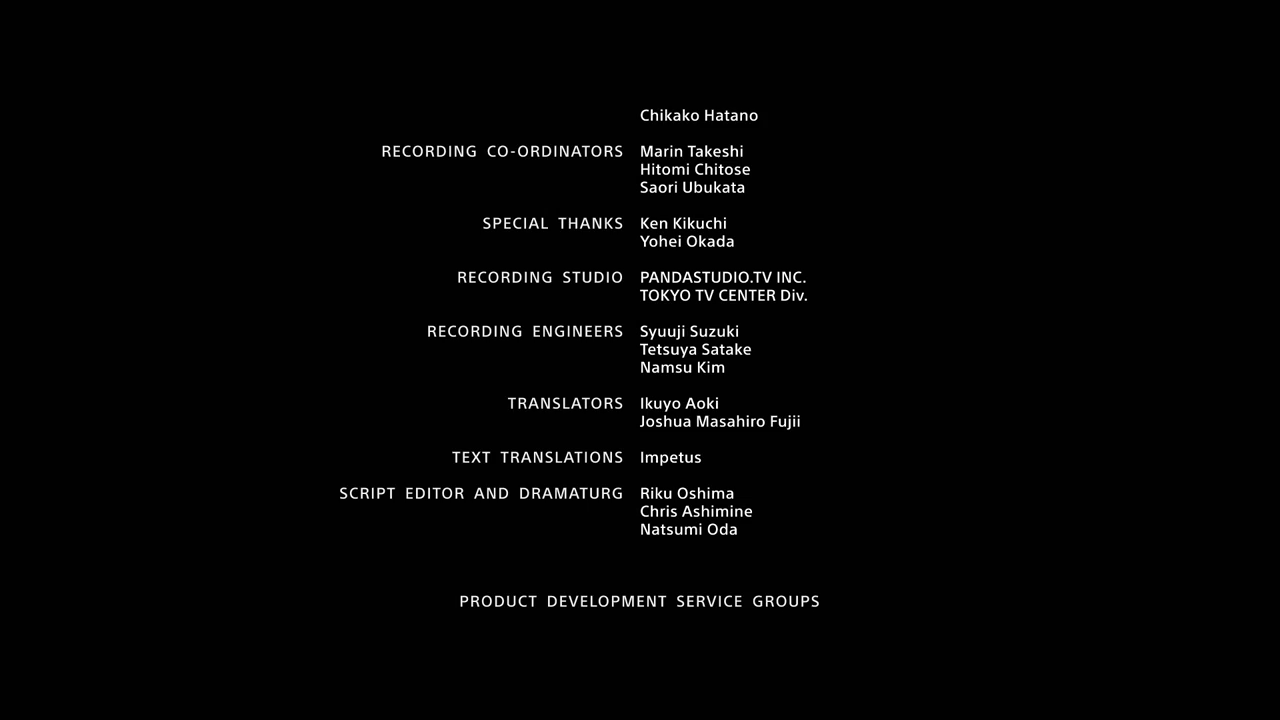 Chikako Hatano
RECORDING CO-ORDINATORS Marin Takeshi
Hitomi Chitose
Saori Ubukata
SPECIAL THANKS Ken Kikuchi
Yohei Okada
RECORDING STUDIO PANDASTUDIO.TV INC.
TOKYO TV CENTER Div.
RECORDING ENGINEERS Syuuji Suzuki
Tetsuya Satake
Namsu Kim
TRANSLATORS Ikuyo Aoki
Joshua Masahiro Fujii
TEXT TRANSLATIONS Impetus
SCRIPT EDITOR AND DRAMATURG Riku Oshima
Chris Ashimine
Natsumi Oda
PRODUCT DEVELOPMENT SERVICE GROUPS